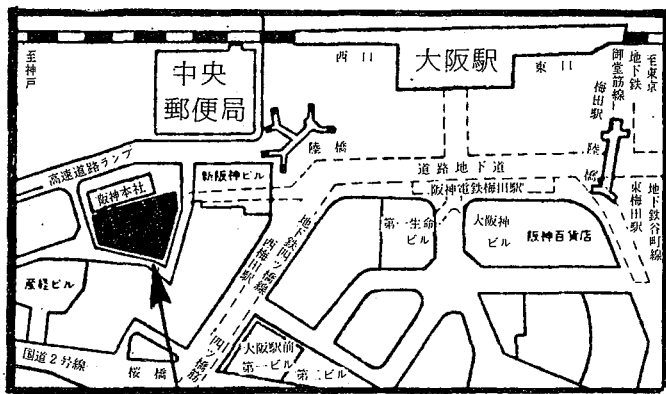 至神戸
中央
郵便局
西口
大阪駅
東口
梅田駅
御堂筋線
地下鉄
至東京
陸橋
陸橋
高速道路ランプ
阪神本社
新阪神ビル
道路地下道
阪神電鉄梅田駅
東梅田駅
地下鉄谷町線
第一生命
ビル
大阪神
ビル
阪神百貨店
地下鉄四ツ橋線
西梅田駅
産経ビル
国道2号線
桜橋
四ツ橋筋
大阪駅前
第一ビル
第二ビル